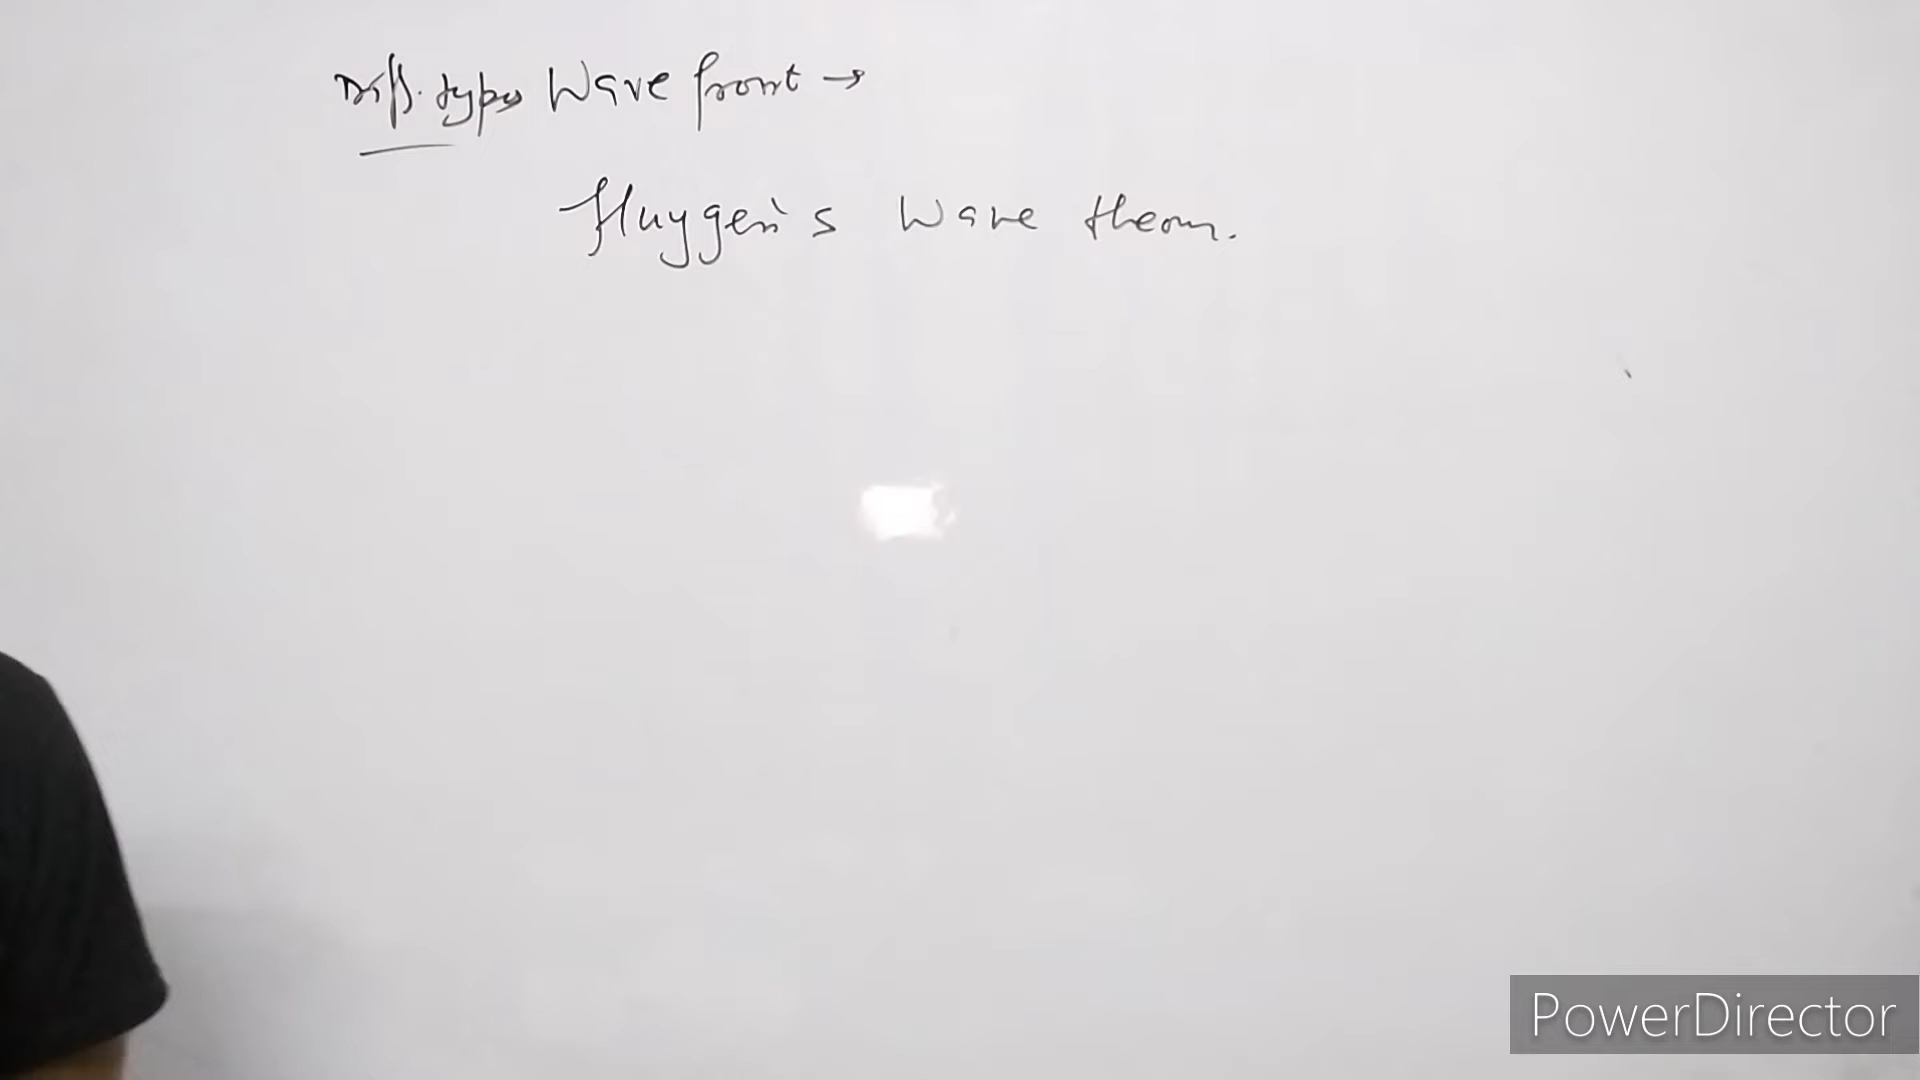 Diff. types Wave front →
Huygen's wave theory.
PowerDirector